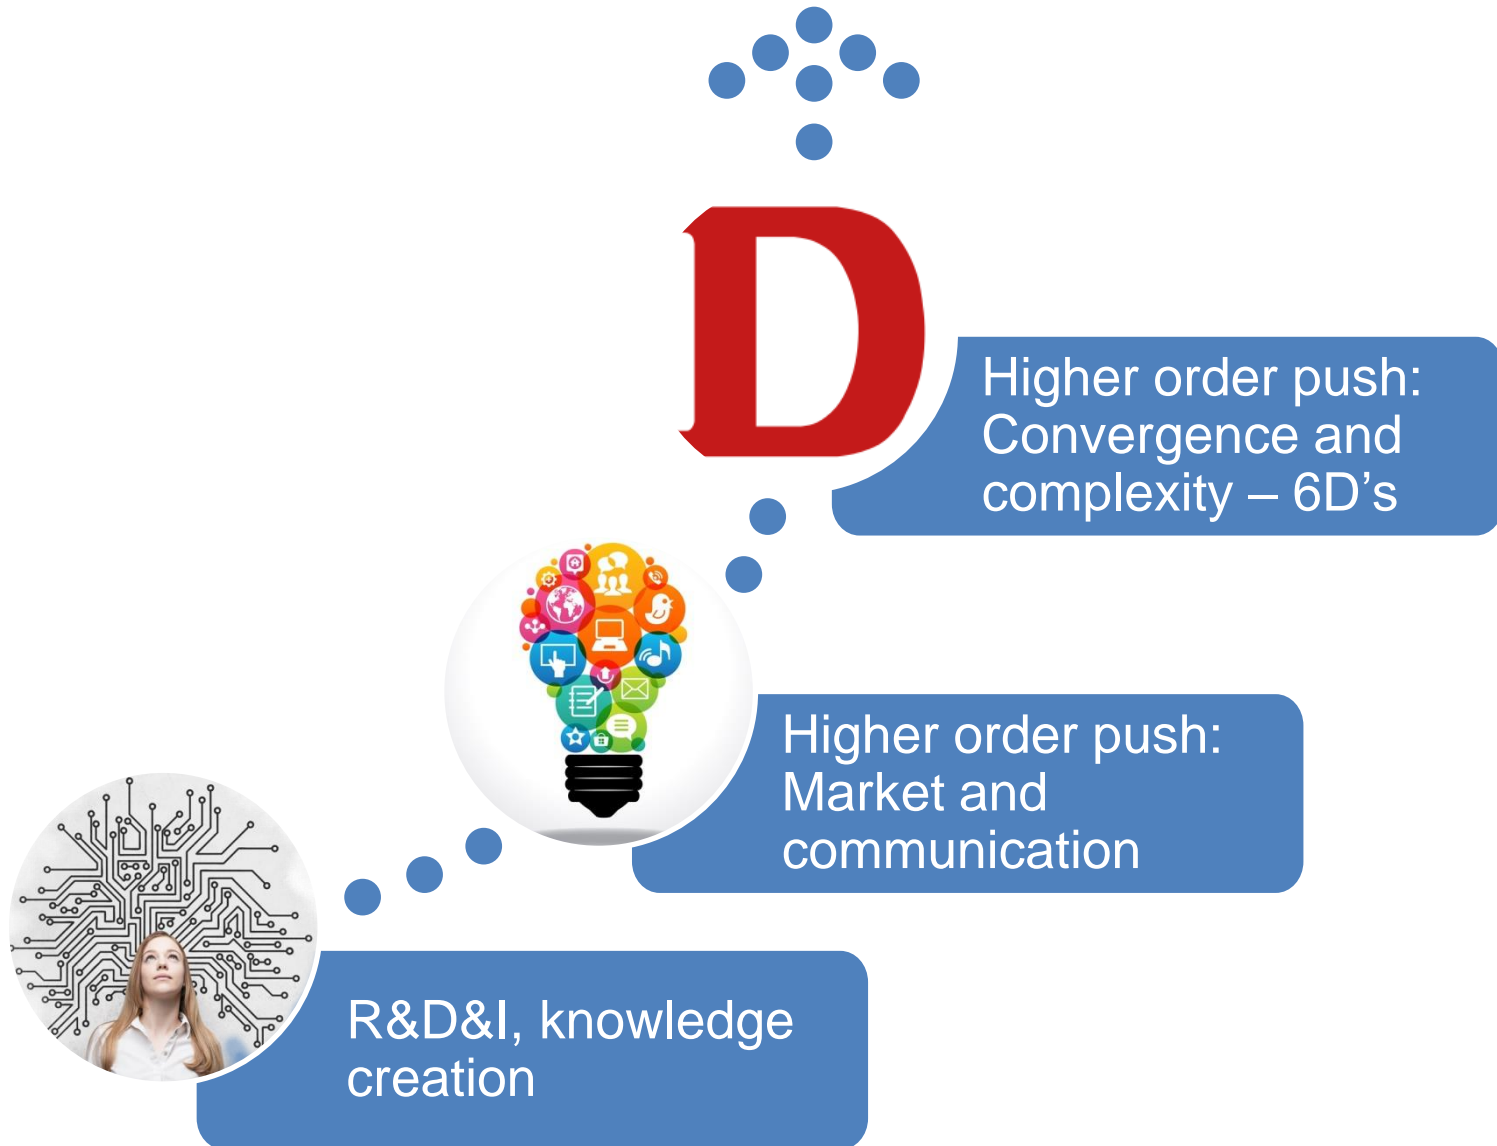 D
Higher order push:
Convergence and
complexity – 6D’s
Higher order push:
Market and
communication
R&D&I, knowledge
creation